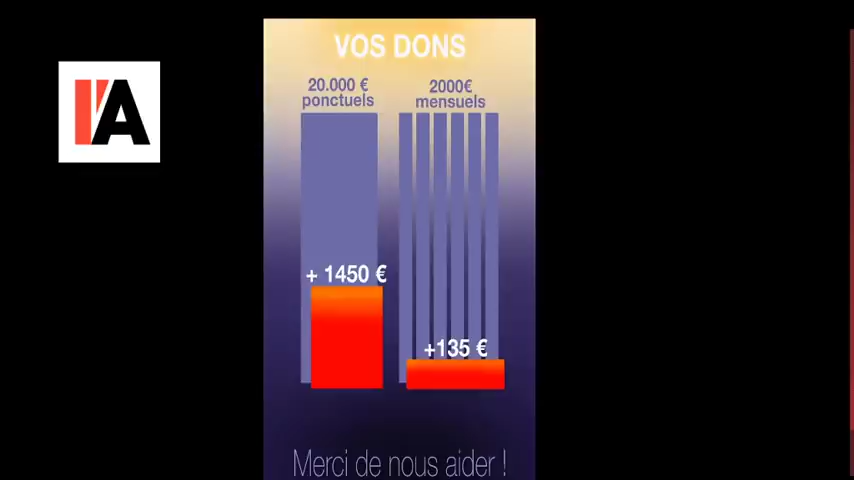 VOS DONS
20.000 €
ponctuels
2000€
mensuels
I'A
+ 1450 €
+135 €
Merci de nous aider !